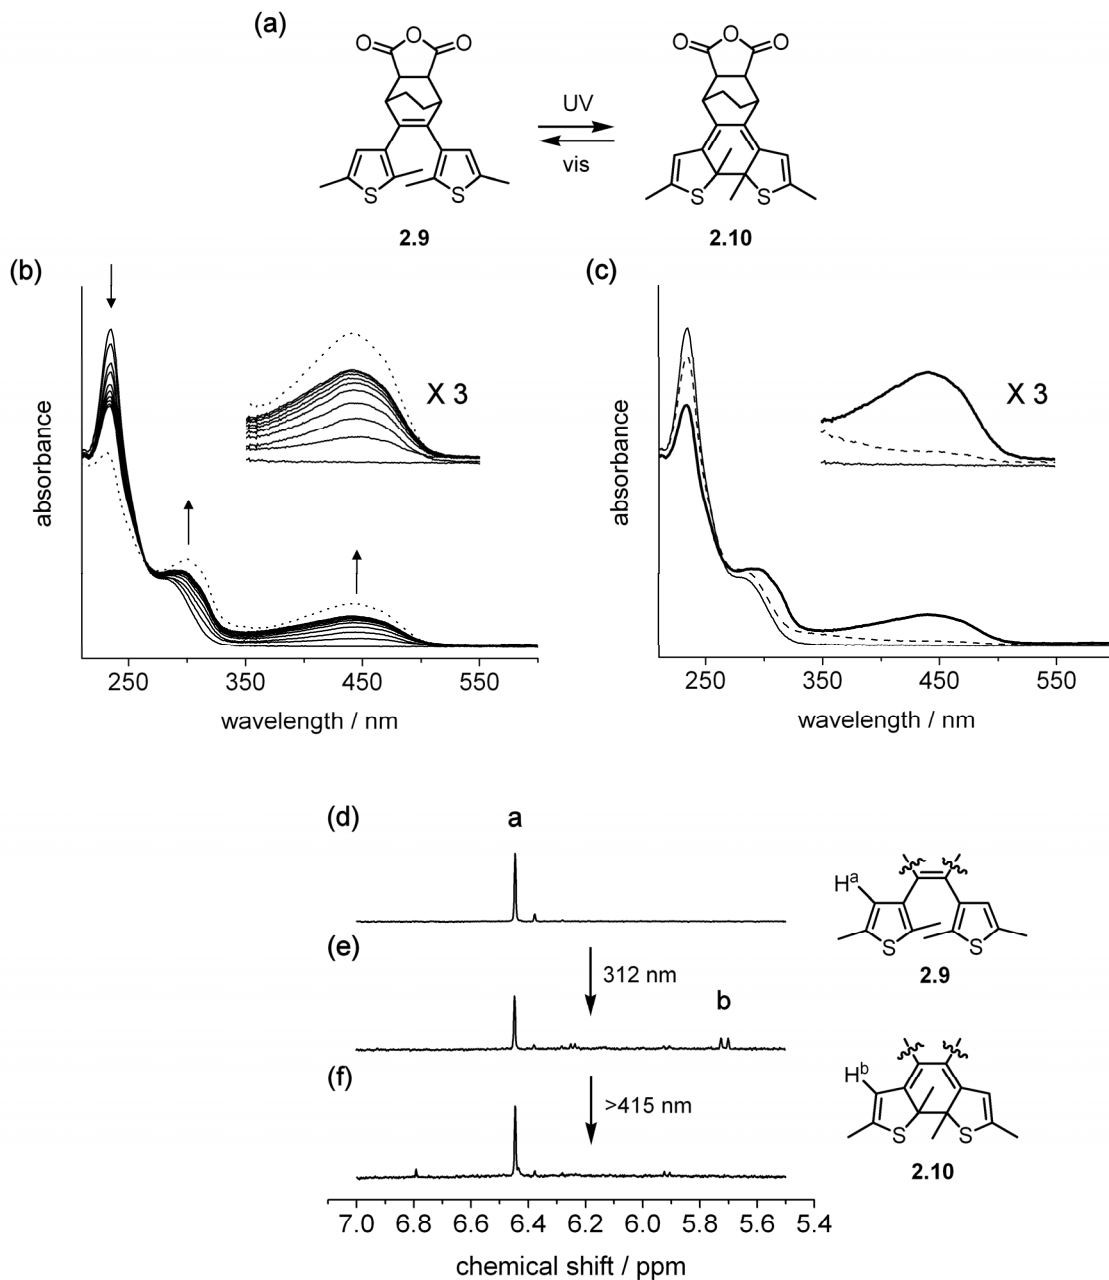 (a)
O O O
O O O
UV
vis
S S
S S
2.9
2.10
(b)
(c)
X 3
X 3
absorbance
absorbance
250 350 450 550
250 350 450 550
wavelength / nm
wavelength / nm
(d)
a
Hª
S S
2.9
(e)
312 nm
b
(f)
>415 nm
Hᵇ
S S
2.10
7.0 6.8 6.6 6.4 6.2 6.0 5.8 5.6 5.4
chemical shift / ppm